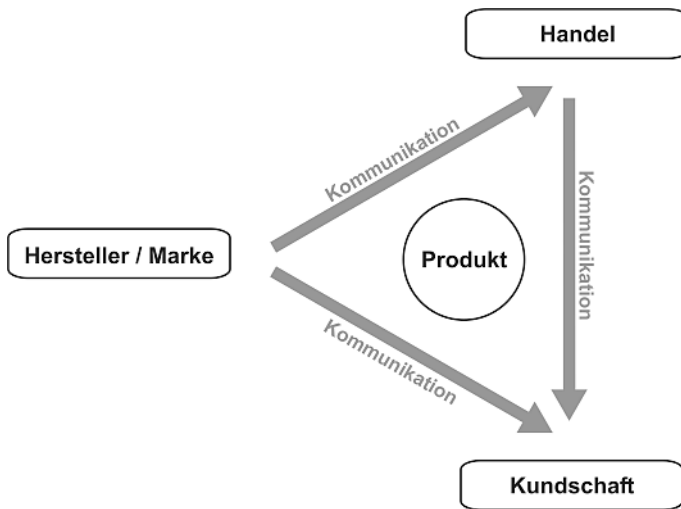 Handel
Kommunikation
Kommunikation
Hersteller / Marke
Produkt
Kommunikation
Kundschaft